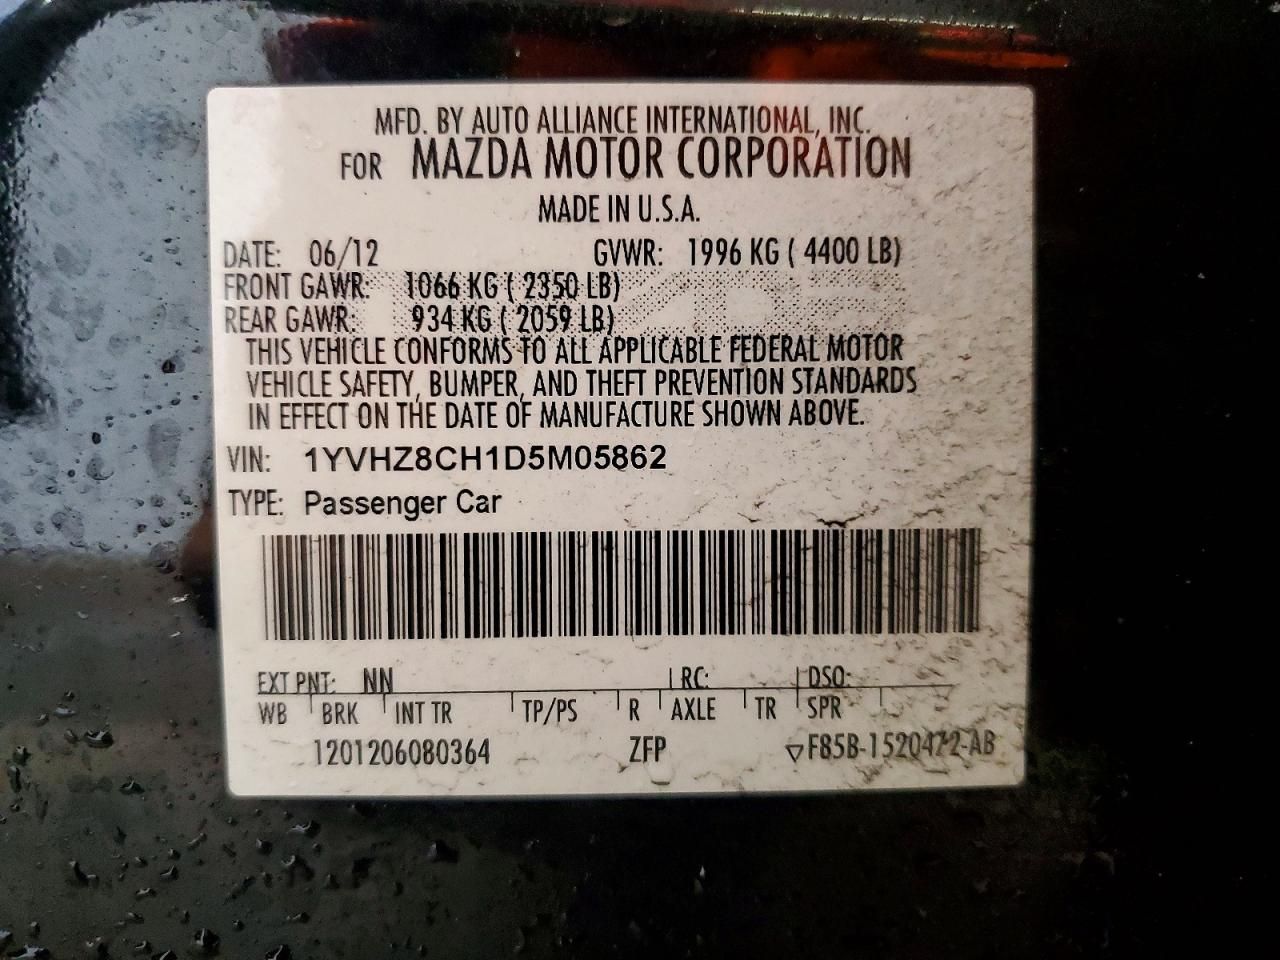 MFD. BY AUTO ALLIANCE INTERNATIONAL, INC.
FOR MAZDA MOTOR CORPORATION
MADE IN U.S.A.
DATE: 06/12 GVWR: 1996 KG ( 4400 LB)
FRONT GAWR: 1066 KG ( 2350 LB)
REAR GAWR: 934 KG ( 2059 LB)
THIS VEHICLE CONFORMS TO ALL APPLICABLE FEDERAL MOTOR
VEHICLE SAFETY, BUMPER, AND THEFT PREVENTION STANDARDS
IN EFFECT ON THE DATE OF MANUFACTURE SHOWN ABOVE.
VIN: 1YVHZ8CH1D5M05862
TYPE: Passenger Car
EXT PNT: NN RC: DSO:
WB BRK INT TR TP/PS R AXLE TR SPR
1201206080364 ZFP F85B-1520472-AB